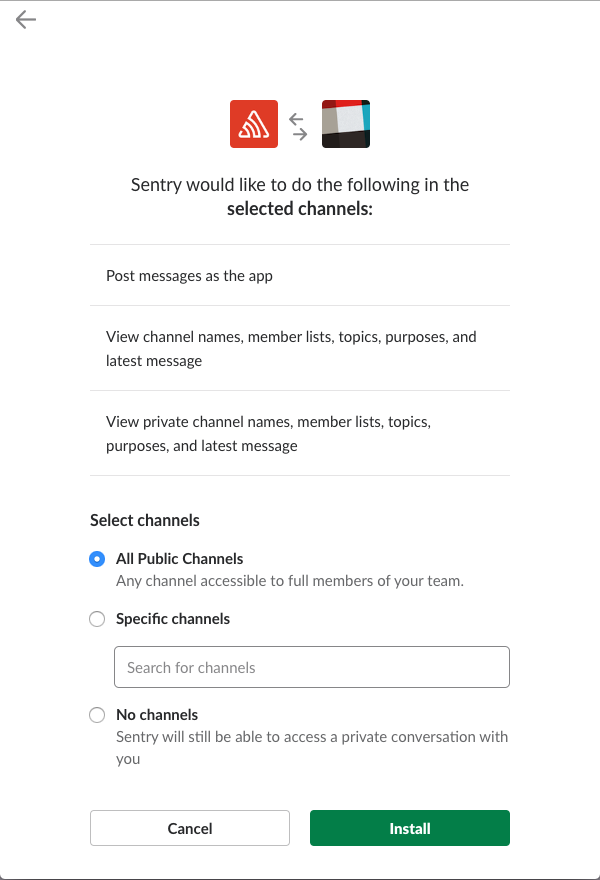 Sentry would like to do the following in the
selected channels:
Post messages as the app
View channel names, member lists, topics, purposes, and
latest message
View private channel names, member lists, topics,
purposes, and latest message
Select channels
All Public Channels
Any channel accessible to full members of your team.
Specific channels
Search for channels
No channels
Sentry will still be able to access a private conversation with
you
Cancel
Install